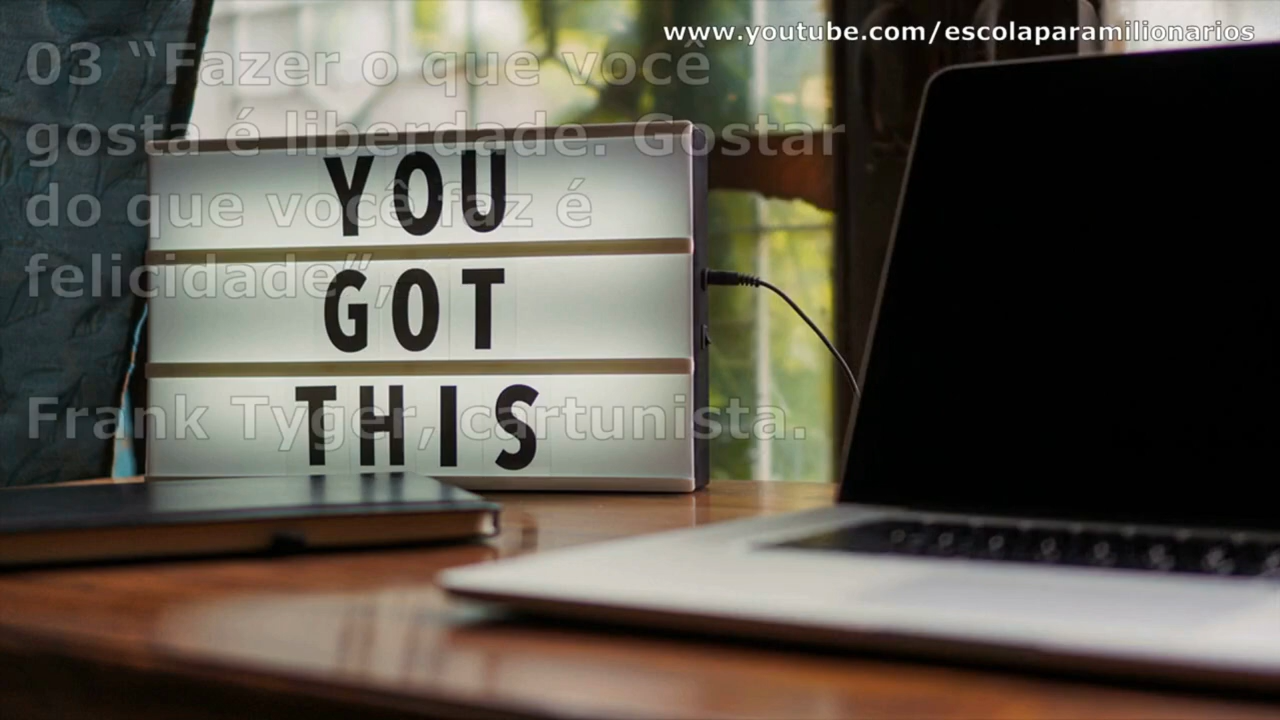 www.youtube.com/escolaparamilionarios
03 “Fazer o que você
gosta é liberdade. Gostar
do que você faz é
felicidade”,
Frank Tyger, cartunista.
YOU
GOT
THIS